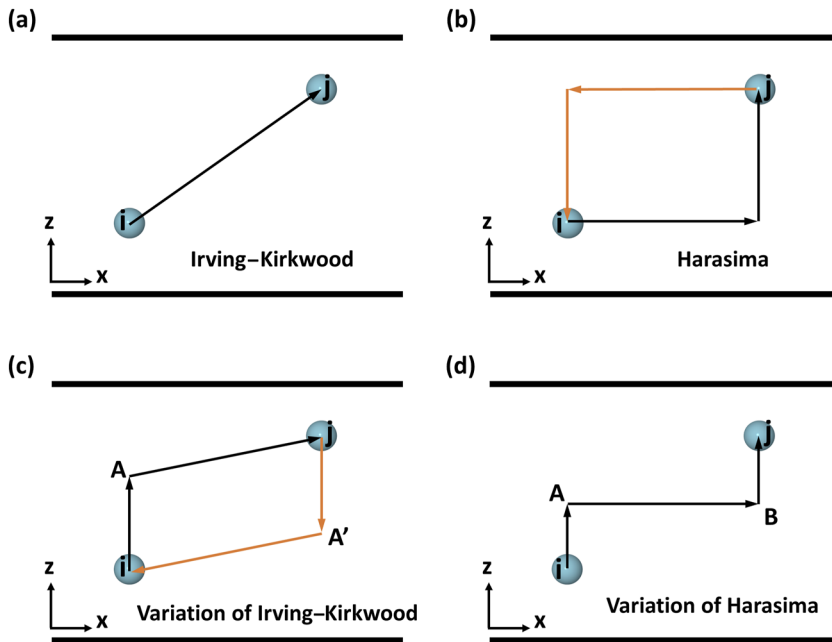 (a)
j
i
z
x
Irving–Kirkwood
(b)
j
i
z
x
Harasima
(c)
j
A
A’
i
z
x
Variation of Irving–Kirkwood
(d)
j
A
B
i
z
x
Variation of Harasima